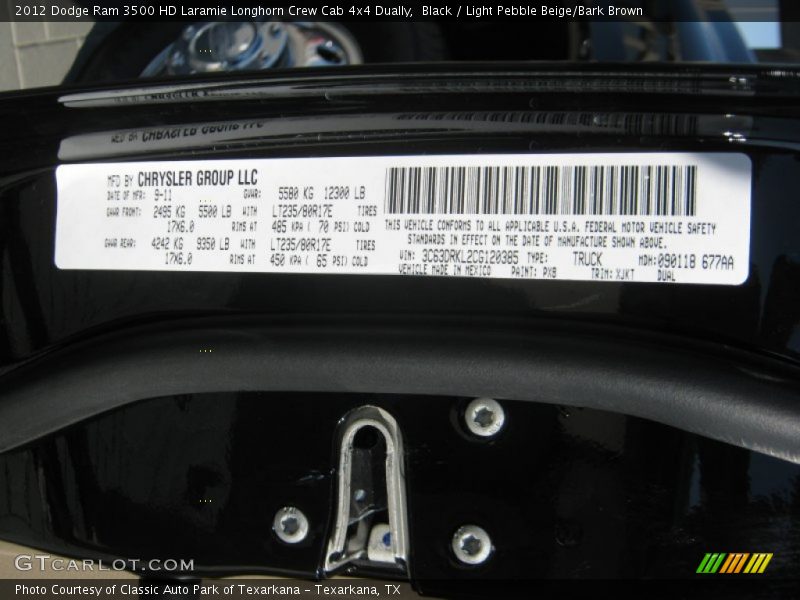 2012 Dodge Ram 3500 HD Laramie Longhorn Crew Cab 4x4 Dually,  Black / Light Pebble Beige/Bark Brown
MFD BY CHRYSLER GROUP LLC
DATE OF MFR: 9-11 GVWR: 5580 KG 12300 LB
GAWR FRONT: 2495 KG 5500 LB WITH LT235/80R17E TIRES
17X6.0 RIMS AT 485 KPA ( 70 PSI) COLD
GAWR REAR: 4242 KG 9350 LB WITH LT235/80R17E TIRES
17X6.0 RIMS AT 450 KPA ( 65 PSI) COLD
THIS VEHICLE CONFORMS TO ALL APPLICABLE U.S.A. FEDERAL MOTOR VEHICLE SAFETY
STANDARDS IN EFFECT ON THE DATE OF MANUFACTURE SHOWN ABOVE.
VIN: 3C63DRKL2CG120385 TYPE: TRUCK MDH: 090118 677AA
VEHICLE MADE IN MEXICO PAINT: PX8 TRIM: XJKT DUAL
GTCARLOT.COM
Photo Courtesy of Classic Auto Park of Texarkana - Texarkana, TX